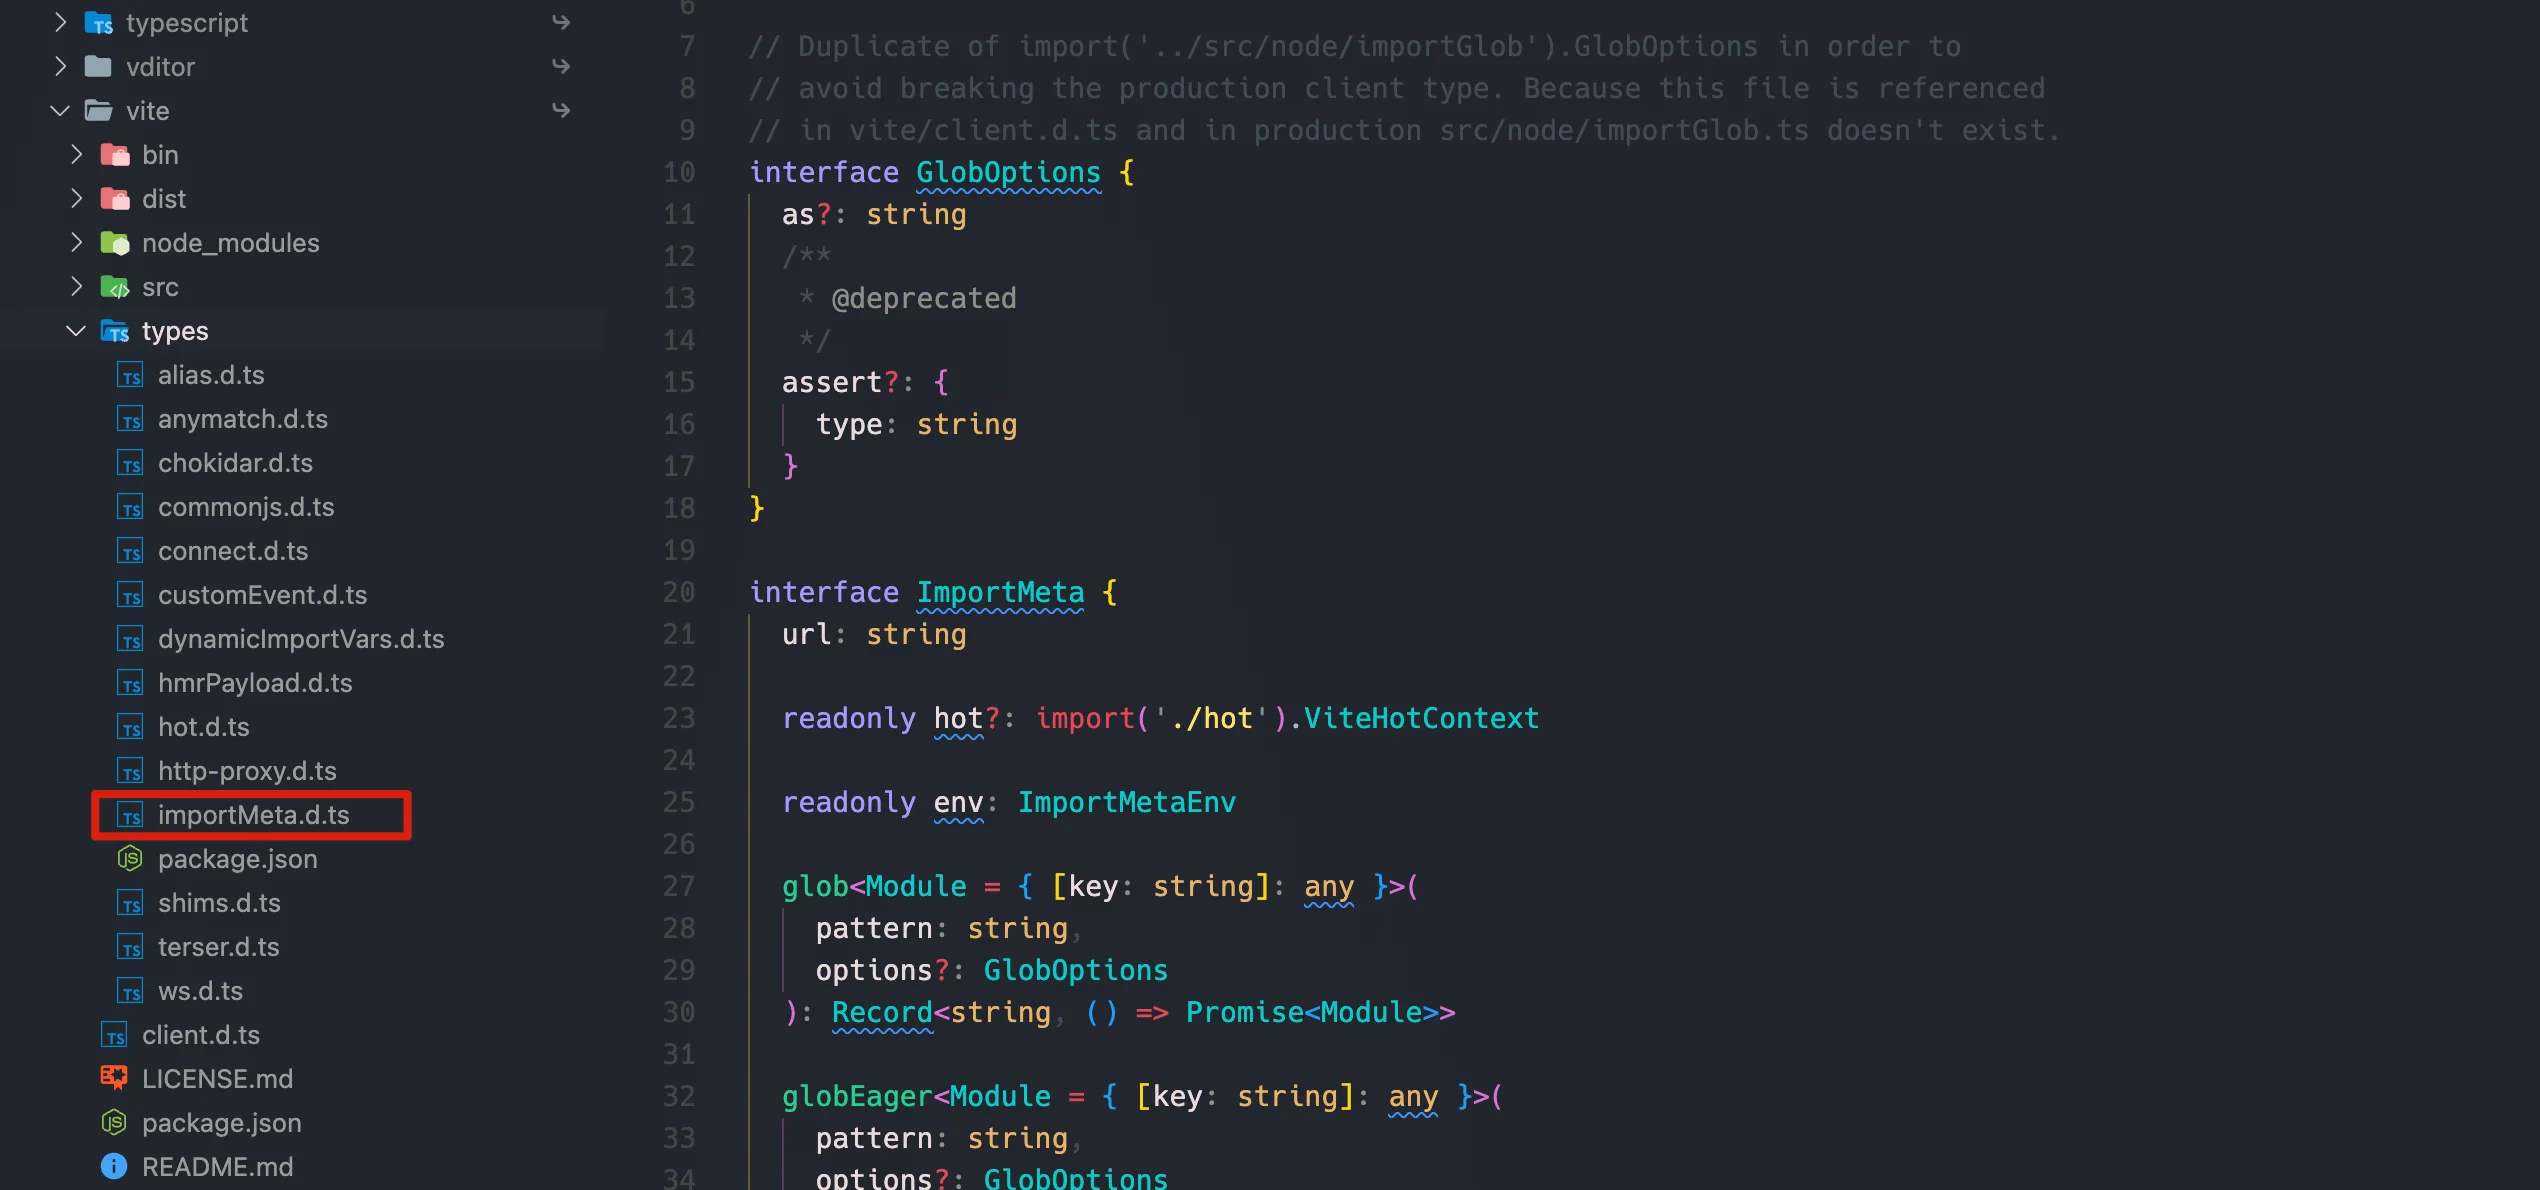 typescript
vditor
vite
bin
dist
node_modules
src
types
alias.d.ts
anymatch.d.ts
chokidar.d.ts
commonjs.d.ts
connect.d.ts
customEvent.d.ts
dynamicImportVars.d.ts
hmrPayload.d.ts
hot.d.ts
http-proxy.d.ts
importMeta.d.ts
package.json
shims.d.ts
terser.d.ts
ws.d.ts
client.d.ts
LICENSE.md
package.json
README.md
6
7 // Duplicate of import('../src/node/importGlob').GlobOptions in order to
8 // avoid breaking the production client type. Because this file is referenced
9 // in vite/client.d.ts and in production src/node/importGlob.ts doesn't exist.
10 interface GlobOptions {
11   as?: string
12   /**
13    * @deprecated
14    */
15   assert?: {
16     type: string
17   }
18 }
19
20 interface ImportMeta {
21   url: string
22
23   readonly hot?: import('./hot').ViteHotContext
24
25   readonly env: ImportMetaEnv
26
27   glob<Module = { [key: string]: any }>(
28     pattern: string,
29     options?: GlobOptions
30   ): Record<string, () => Promise<Module>>
31
32   globEager<Module = { [key: string]: any }>(
33     pattern: string,
34     options?: GlobOptions